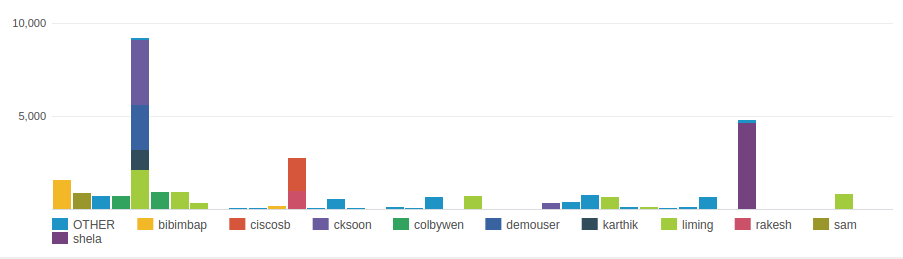 10,000
5,000
OTHER bibimbap ciscosb cksoon colbywen demouser karthik liming rakesh sam
shela